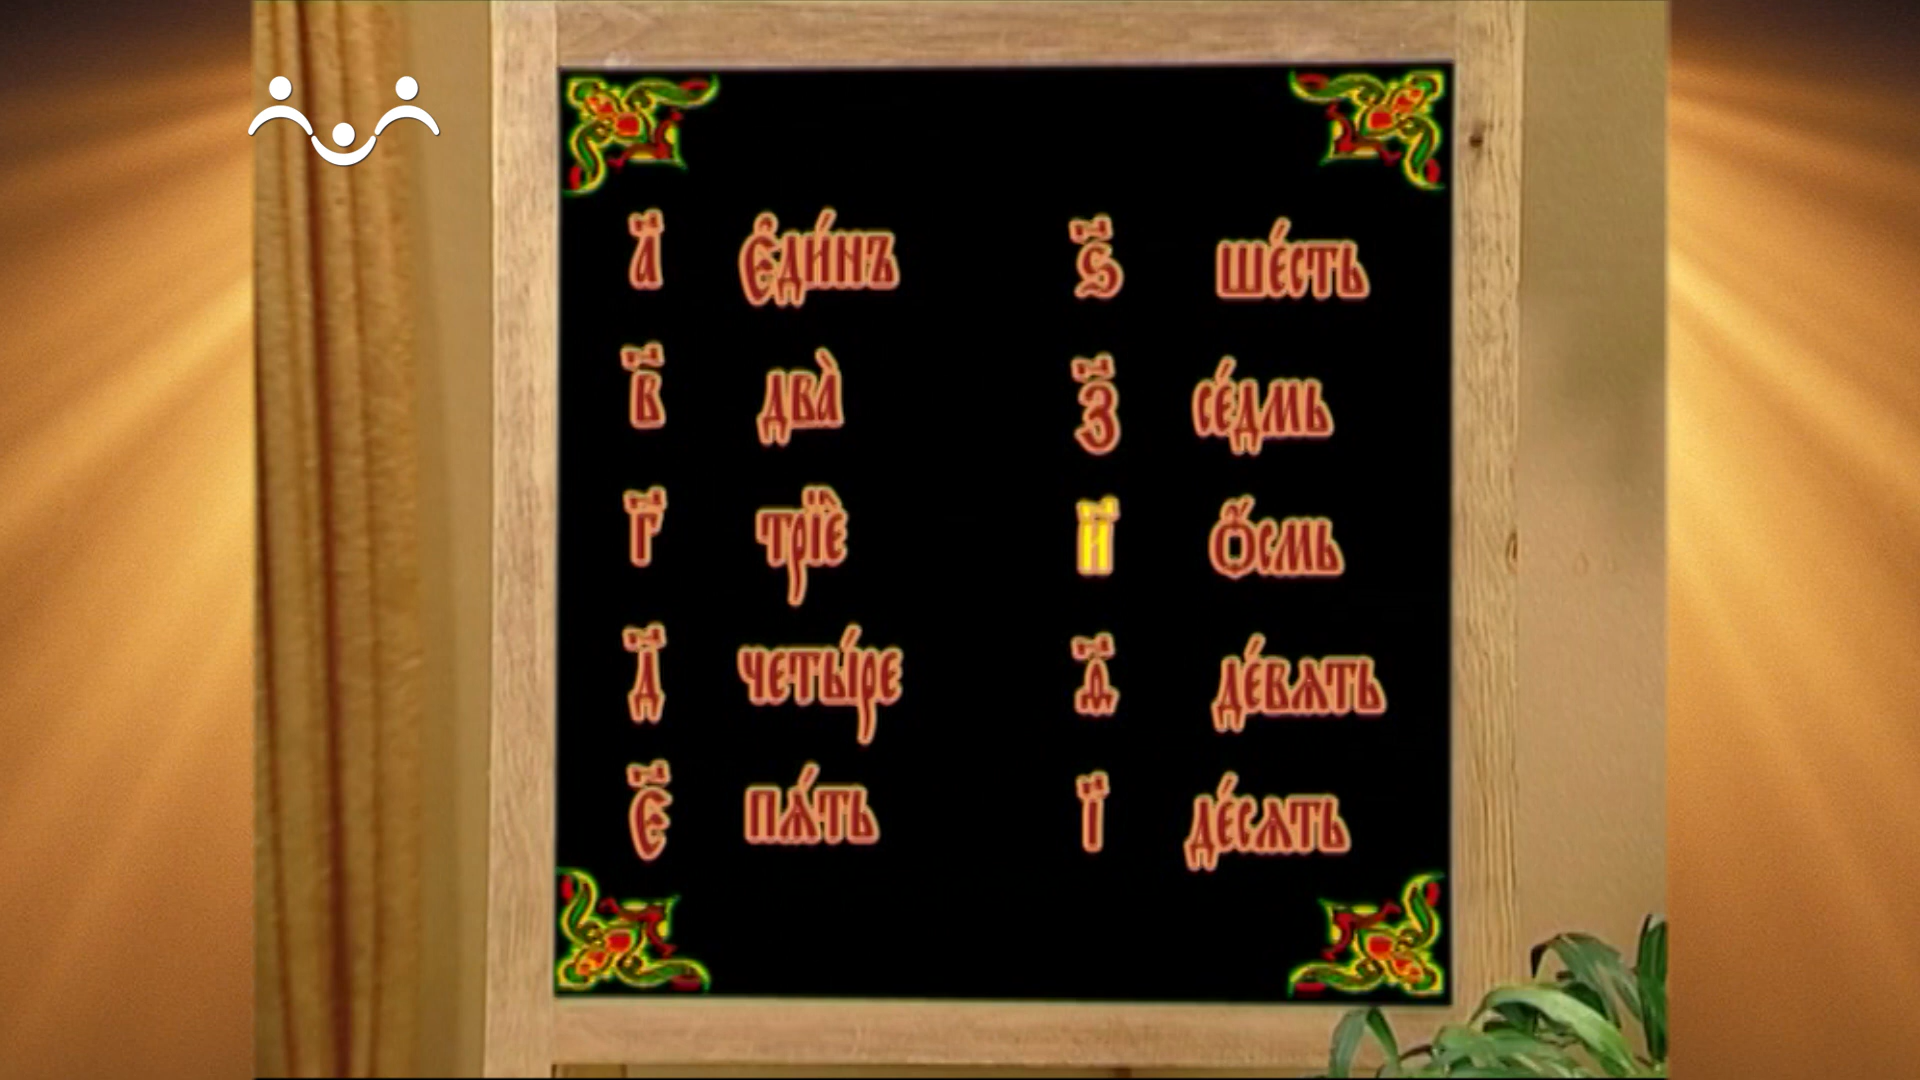 а҃ є҆ди́нъ
в҃ два̀
г҃ трїѐ
д҃ четы́ре
є҃ пѧ́ть
ѕ҃ ше́сть
з҃ се́дмь
и҃ ѻ҆́смь
д҃ де́вѧть
і҃ де́сѧть